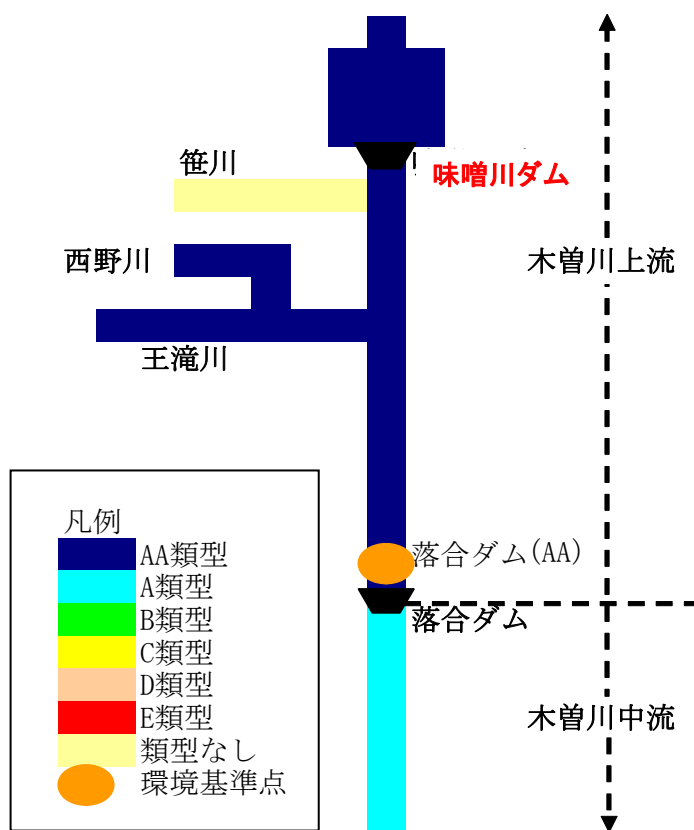 笹川
味噌川ダム
西野川
木曽川上流
王滝川
凡例
AA類型
A類型
B類型
C類型
D類型
E類型
類型なし
環境基準点
落合ダム(AA)
落合ダム
木曽川中流